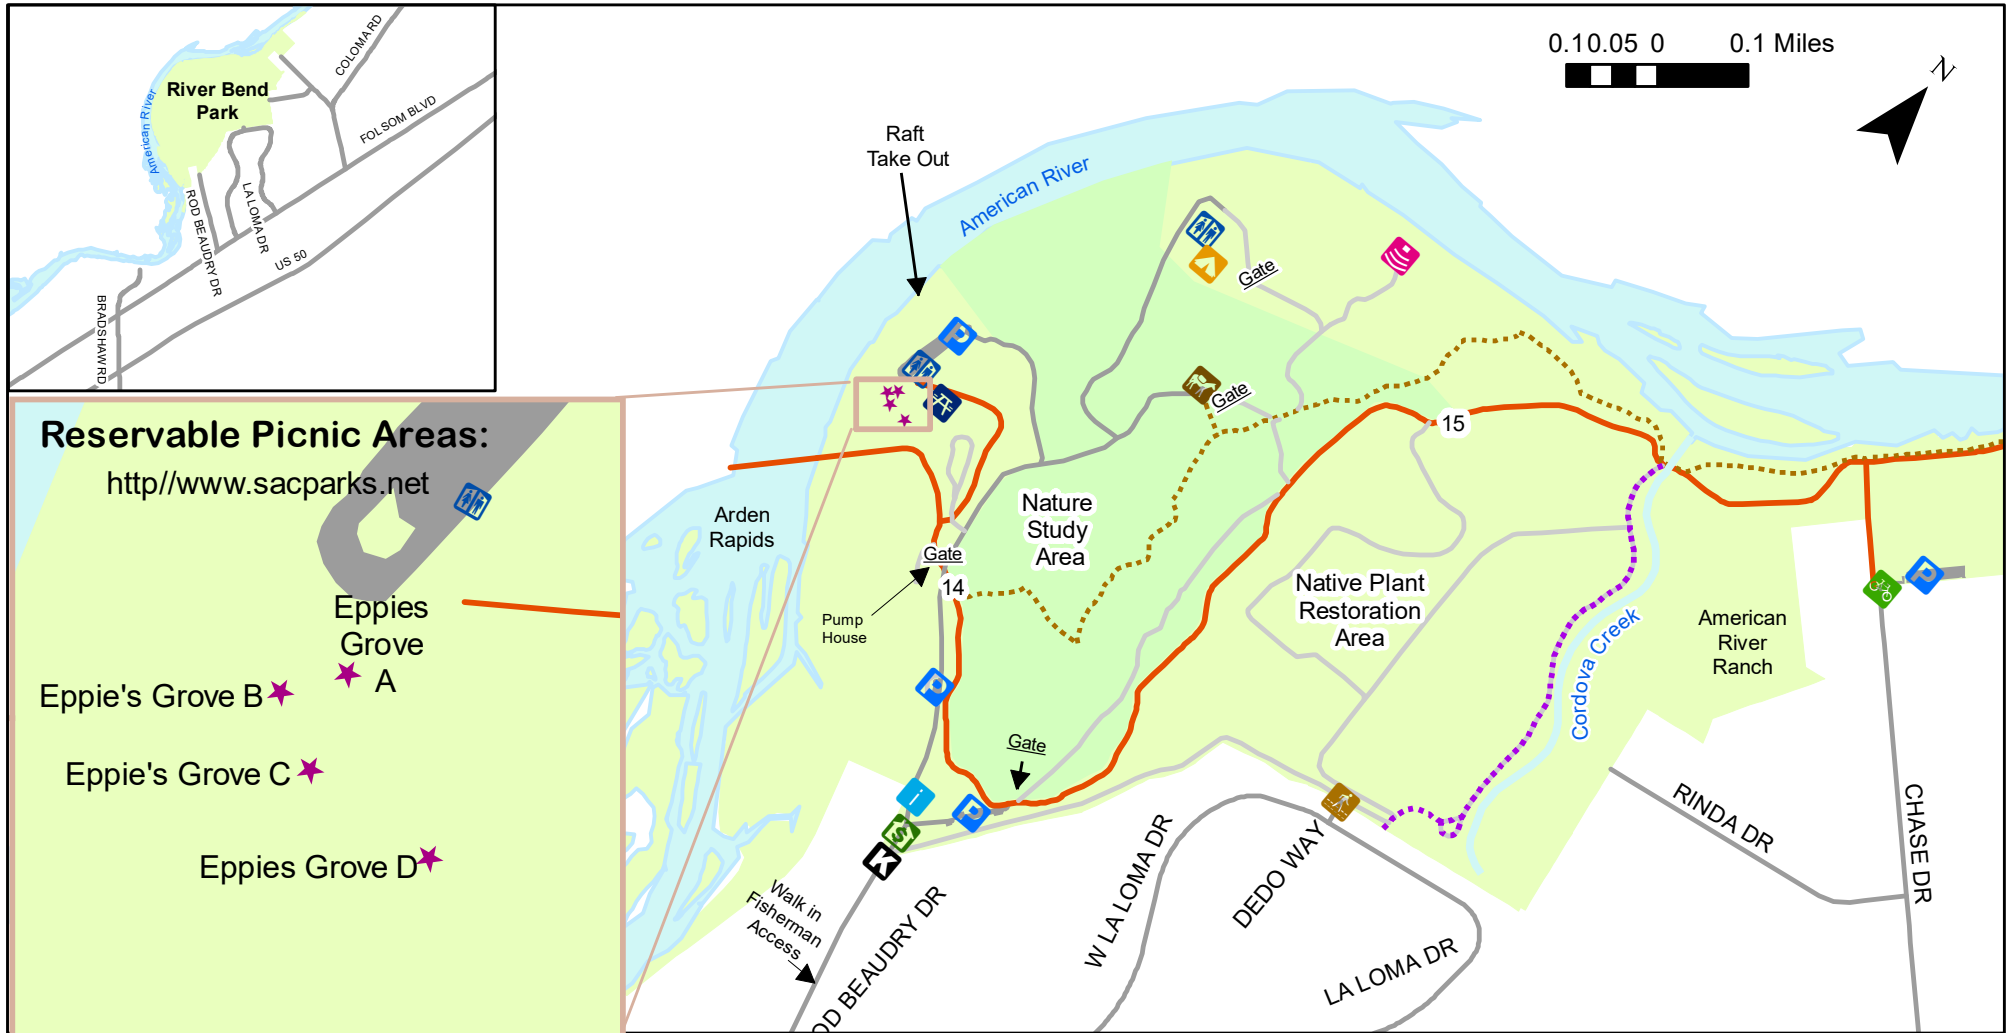 COLOMA RD
River Bend
Park
American River
FOLSOM BLVD
ROD BEAUDRY DR
LA LOMA DR
US 50
BRADSHAW RD
0.10.05 0 0.1 Miles
N
Raft
Take Out
American River
Gate
Gate
15
Nature
Study
Area
Arden
Rapids
Gate
14
Pump
House
Native Plant
Restoration
Area
American
River
Ranch
Cordova Creek
Gate
Walk in
Fisherman
Access
OD BEAUDRY DR
W LA LOMA DR
DEDO WAY
LA LOMA DR
RINDA DR
CHASE DR
P
P
P
P
i
$
K
Reservable Picnic Areas:
http//www.sacparks.net
Eppies
Grove
A
Eppie's Grove B
Eppie's Grove C
Eppies Grove D